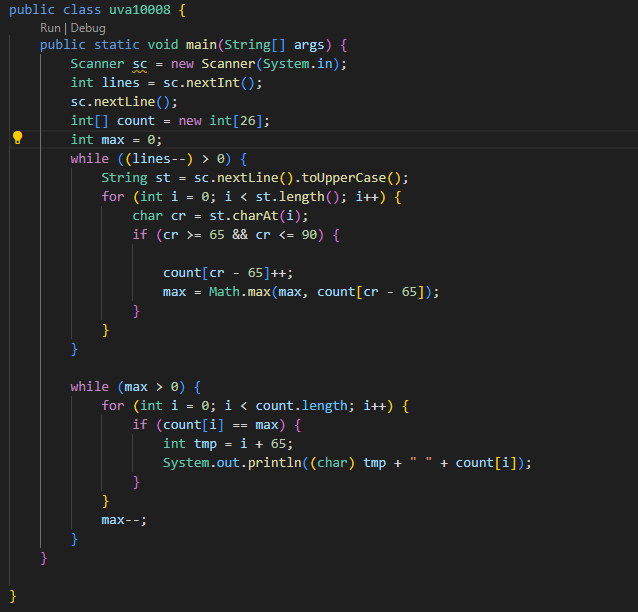 public class uva10008 {
Run | Debug
public static void main(String[] args) {
Scanner sc = new Scanner(System.in);
int lines = sc.nextInt();
sc.nextLine();
int[] count = new int[26];
int max = 0;
while ((lines--) > 0) {
String st = sc.nextLine().toUpperCase();
for (int i = 0; i < st.length(); i++) {
char cr = st.charAt(i);
if (cr >= 65 && cr <= 90) {
count[cr - 65]++;
max = Math.max(max, count[cr - 65]);
}
}
}
while (max > 0) {
for (int i = 0; i < count.length; i++) {
if (count[i] == max) {
int tmp = i + 65;
System.out.println((char) tmp + " " + count[i]);
}
}
max--;
}
}
}